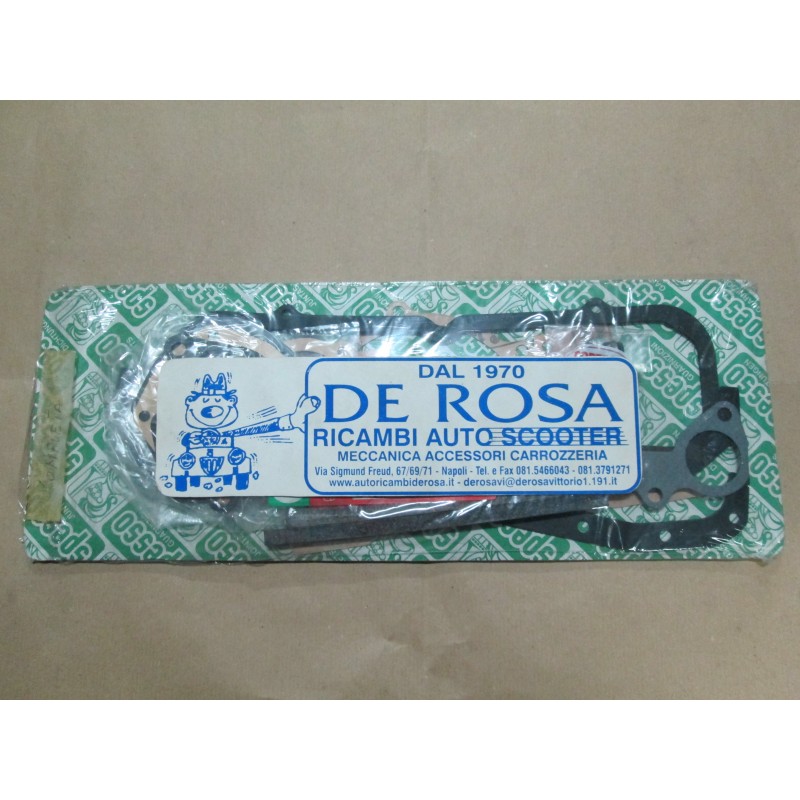 DAL 1970
DE ROSA
RICAMBI AUTO SCOOTER
MECCANICA ACCESSORI CARROZZERIA
Via Sigmund Freud, 67/69/71 - Napoli - Tel. e Fax 081.5466043 - 081.3791271
www.autoricambiderosa.it - derosavi@derosavittorio1.191.it